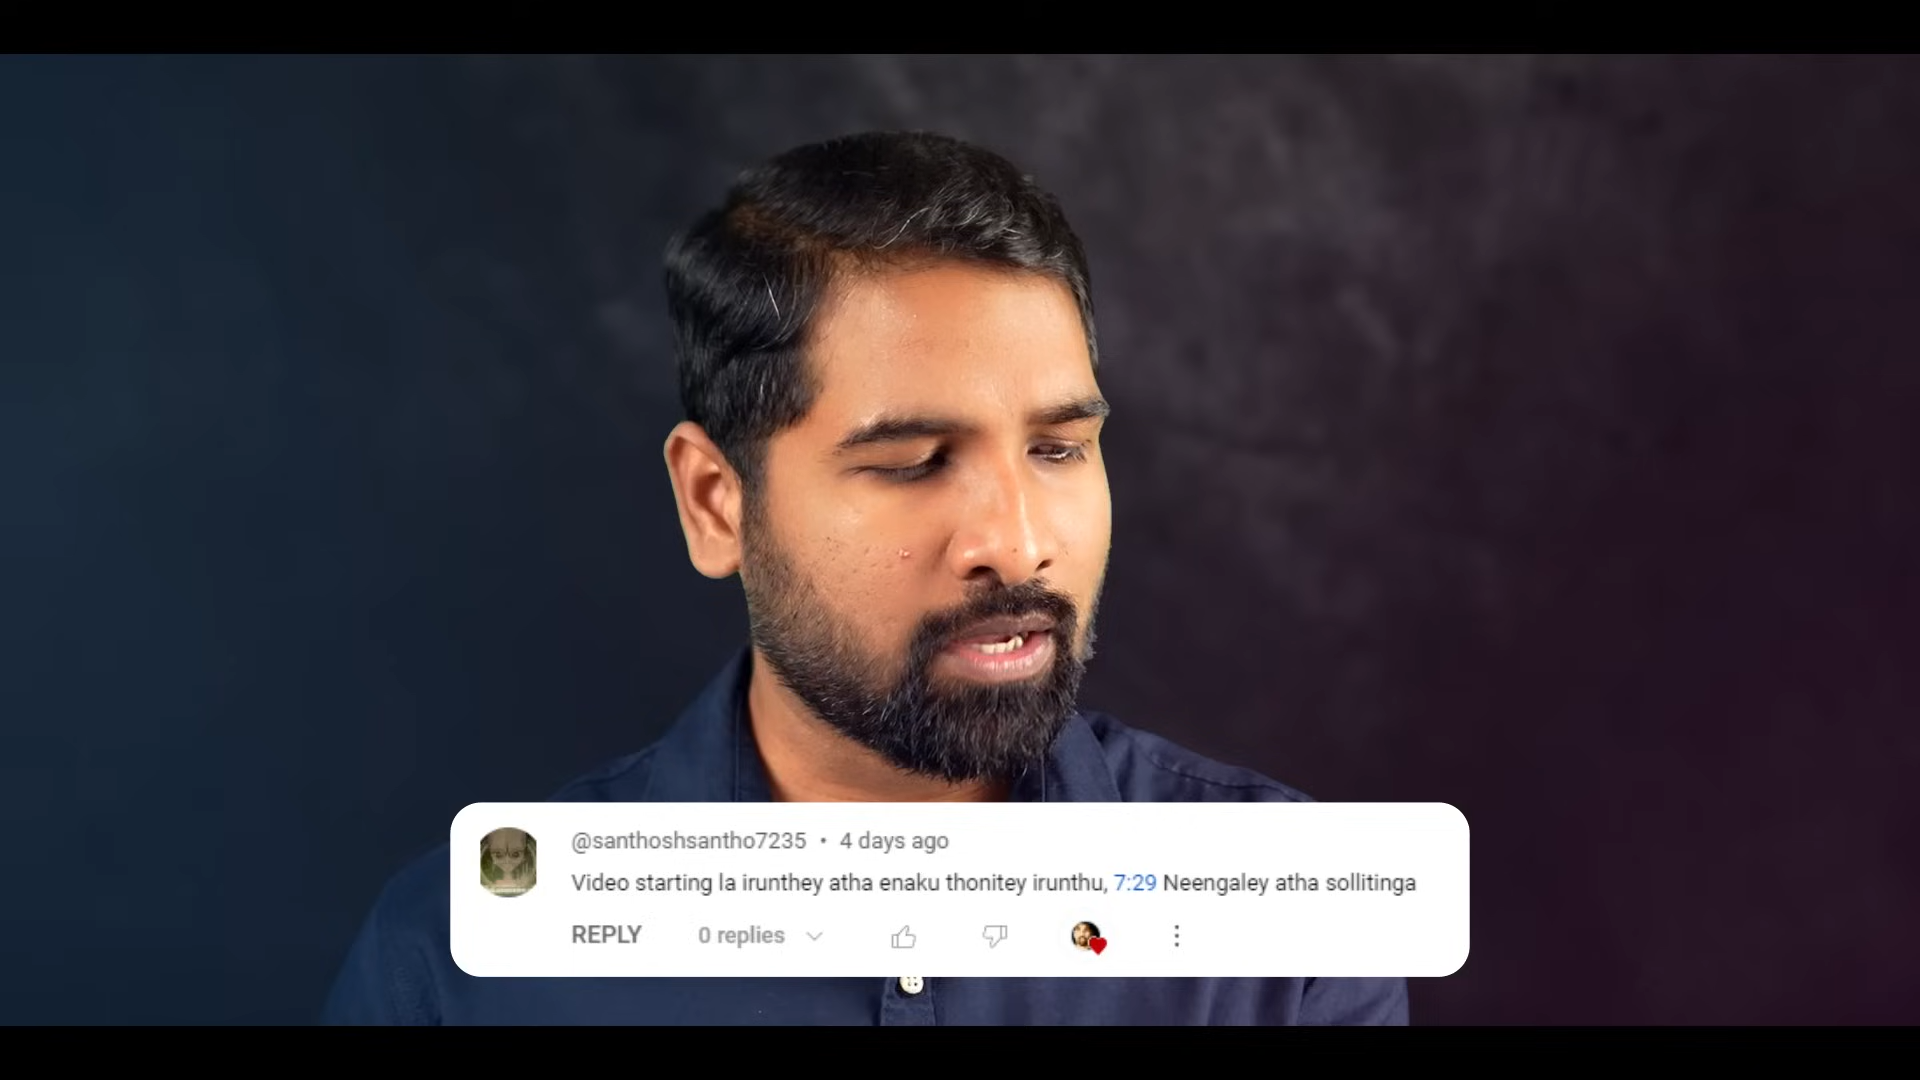 @santhoshsantho7235 • 4 days ago
Video starting la irunthey atha enaku thonitey irunthu, 7:29 Neengaley atha sollitinga
REPLY 0 replies